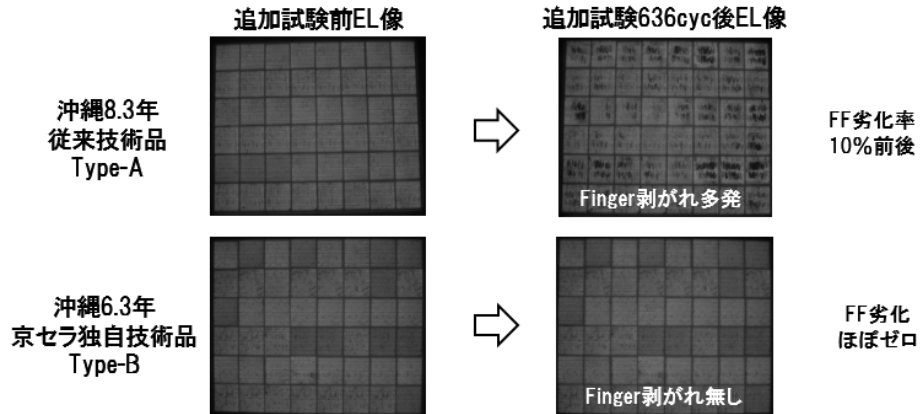 追加試験前EL像
追加試験636cyc後EL像
沖縄8.3年
従来技術品
Type-A
FF劣化率
10%前後
Finger剥がれ多発
沖縄6.3年
京セラ独自技術品
Type-B
FF劣化
ほぼゼロ
Finger剥がれ無し